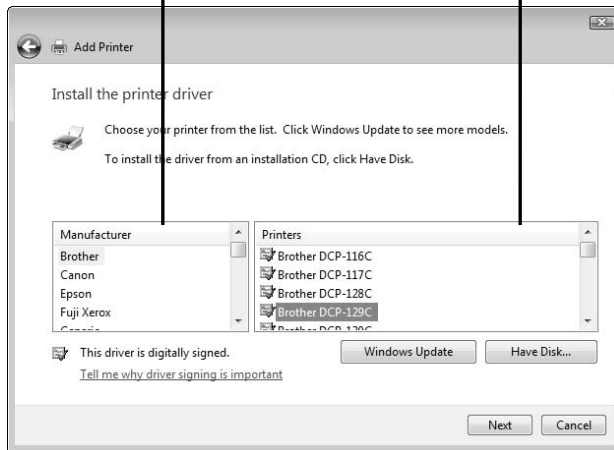 Add Printer
Install the printer driver
Choose your printer from the list. Click Windows Update to see more models.
To install the driver from an installation CD, click Have Disk.
Manufacturer
Brother
Canon
Epson
Fuji Xerox
Printers
Brother DCP-116C
Brother DCP-117C
Brother DCP-128C
Brother DCP-129C
This driver is digitally signed.
Tell me why driver signing is important
Windows Update
Have Disk...
Next
Cancel